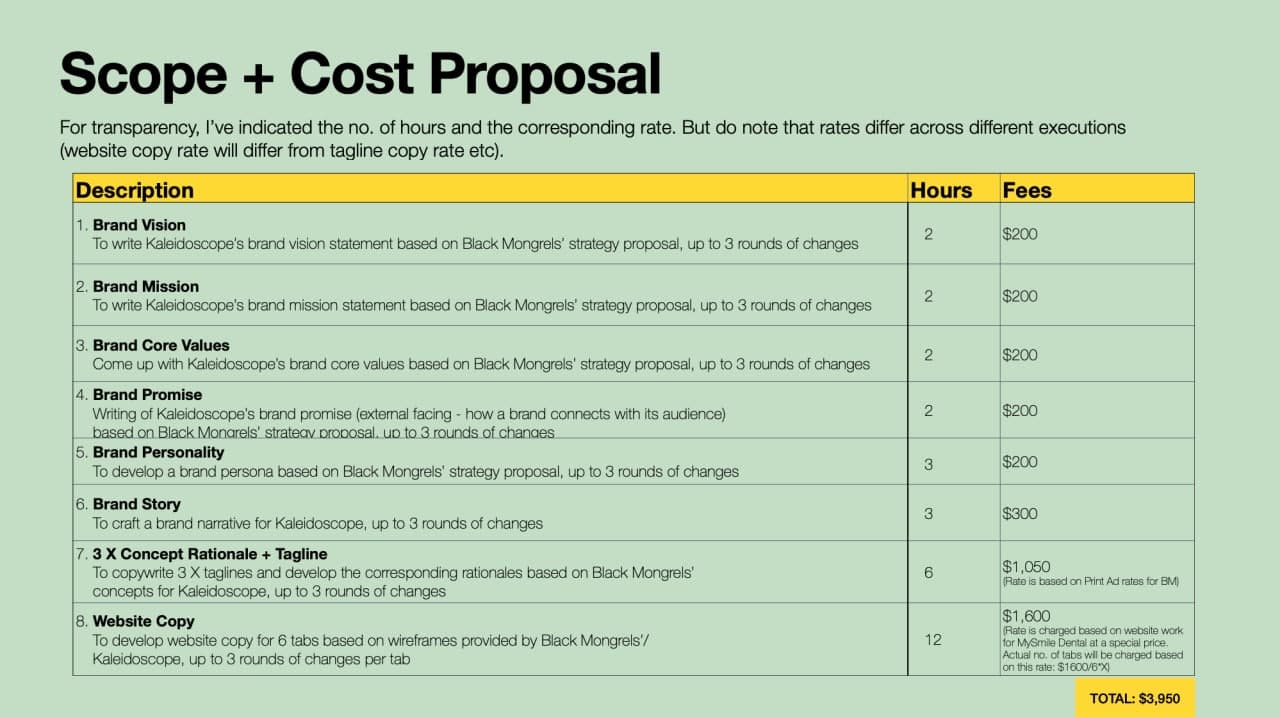 Scope + Cost Proposal
For transparency, I've indicated the no. of hours and the corresponding rate. But do note that rates differ across different executions
(website copy rate will differ from tagline copy rate etc).
Description Hours Fees
1. Brand Vision
To write Kaleidoscope's brand vision statement based on Black Mongrels' strategy proposal, up to 3 rounds of changes
2 $200
2. Brand Mission
To write Kaleidoscope's brand mission statement based on Black Mongrels' strategy proposal, up to 3 rounds of changes
2 $200
3. Brand Core Values
Come up with Kaleidoscope's brand core values based on Black Mongrels' strategy proposal, up to 3 rounds of changes
2 $200
4. Brand Promise
Writing of Kaleidoscope's brand promise (external facing - how a brand connects with its audience)
based on Black Mongrels' strategy proposal, up to 3 rounds of changes
2 $200
5. Brand Personality
To develop a brand persona based on Black Mongrels' strategy proposal, up to 3 rounds of changes
3 $200
6. Brand Story
To craft a brand narrative for Kaleidoscope, up to 3 rounds of changes
3 $300
7. 3 X Concept Rationale + Tagline
To copywrite 3 X taglines and develop the corresponding rationales based on Black Mongrels'
concepts for Kaleidoscope, up to 3 rounds of changes
6 $1,050
(Rate is based on Print Ad rates for BM)
8. Website Copy
To develop website copy for 6 tabs based on wireframes provided by Black Mongrels'/
Kaleidoscope, up to 3 rounds of changes per tab
12 $1,600
(Rate is charged based on website work
for MySmile Dental at a special price.
Actual no. of tabs will be charged based
on this rate: $1600/6*X)
TOTAL: $3,950